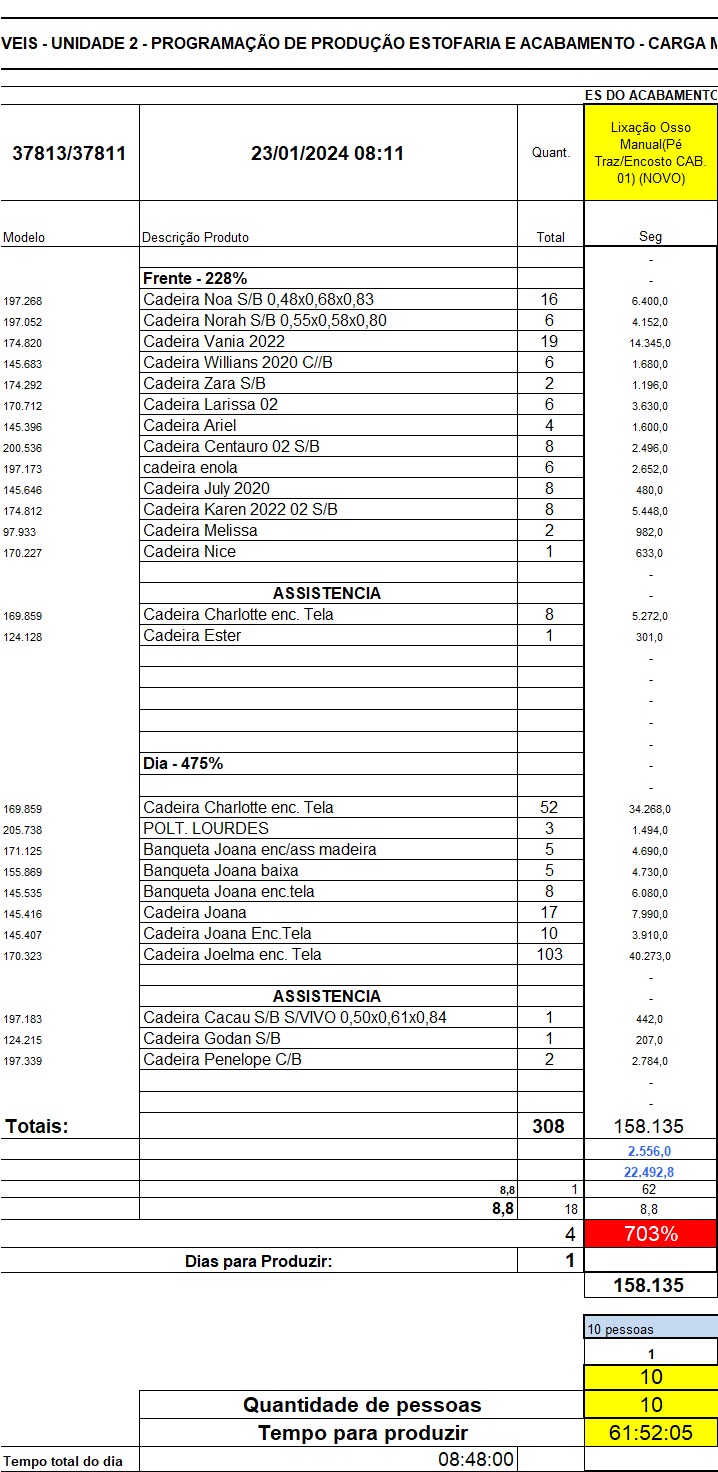 VEIS - UNIDADE 2 - PROGRAMAÇÃO DE PRODUÇÃO ESTOFARIA E ACABAMENTO - CARGA M
ES DO ACABAMENTO
37813/37811 23/01/2024 08:11 Quant. Lixação Osso
Manual(Pé
Traz/Encosto CAB.
01) (NOVO)
Modelo Descrição Produto Total Seg
-
Frente - 228% -
197.268 Cadeira Noa S/B 0,48x0,68x0,83 16 6.400,0
197.052 Cadeira Norah S/B 0,55x0,58x0,80 6 4.152,0
174.820 Cadeira Vania 2022 19 14.345,0
145.683 Cadeira Willians 2020 C//B 6 1.680,0
174.292 Cadeira Zara S/B 2 1.196,0
170.712 Cadeira Larissa 02 6 3.630,0
145.396 Cadeira Ariel 4 1.600,0
200.536 Cadeira Centauro 02 S/B 8 2.496,0
197.173 cadeira enola 6 2.652,0
145.646 Cadeira July 2020 8 480,0
174.812 Cadeira Karen 2022 02 S/B 8 5.448,0
97.933 Cadeira Melissa 2 982,0
170.227 Cadeira Nice 1 633,0
-
ASSISTENCIA -
169.859 Cadeira Charlotte enc. Tela 8 5.272,0
124.128 Cadeira Ester 1 301,0
-
-
-
-
-
Dia - 475% -
-
169.859 Cadeira Charlotte enc. Tela 52 34.268,0
205.738 POLT. LOURDES 3 1.494,0
171.125 Banqueta Joana enc/ass madeira 5 4.690,0
155.869 Banqueta Joana baixa 5 4.730,0
145.535 Banqueta Joana enc.tela 8 6.080,0
145.416 Cadeira Joana 17 7.990,0
145.407 Cadeira Joana Enc.Tela 10 3.910,0
170.323 Cadeira Joelma enc. Tela 103 40.273,0
-
ASSISTENCIA -
197.183 Cadeira Cacau S/B S/VIVO 0,50x0,61x0,84 1 442,0
124.215 Cadeira Godan S/B 1 207,0
197.339 Cadeira Penelope C/B 2 2.784,0
-
-
Totais: 308 158.135
2.556,0
22.492,8
8,8 1 62
8,8 18 8,8
4 703%
Dias para Produzir: 1
158.135
10 pessoas
1
10
Quantidade de pessoas 10
Tempo para produzir 61:52:05
Tempo total do dia 08:48:00